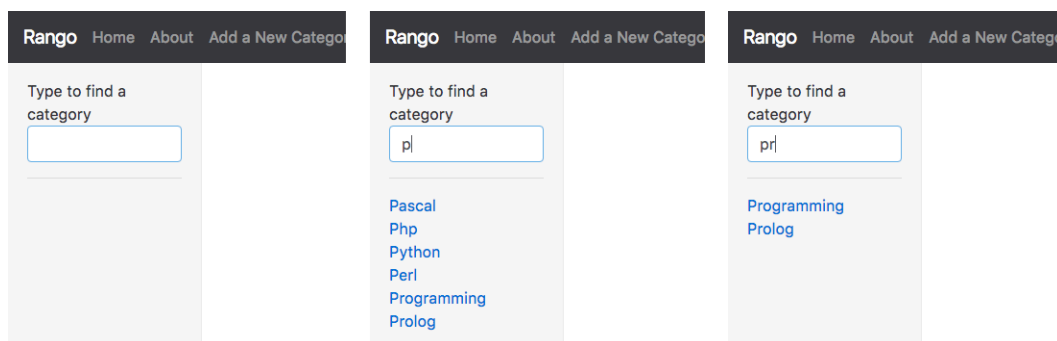 Rango Home About Add a New Categor
Type to find a
category
Rango Home About Add a New Catego
Type to find a
category
p
Pascal
Php
Python
Perl
Programming
Prolog
Rango Home About Add a New Categ
Type to find a
category
pr
Programming
Prolog